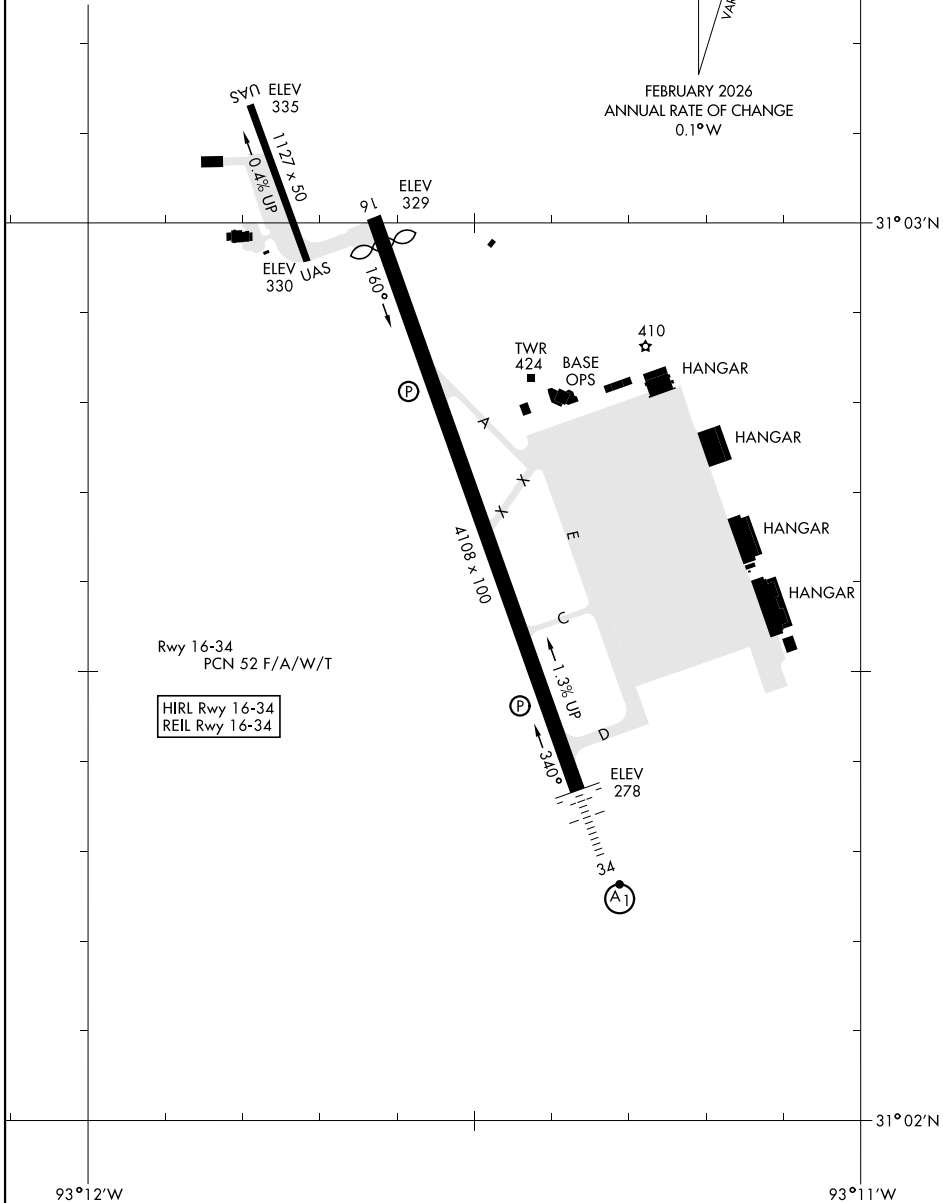 VAR
FEBRUARY 2026
ANNUAL RATE OF CHANGE
0.1° W
UAS
ELEV
335
1127 x 50
0.4% UP
16
ELEV
329
31° 03'N
ELEV
330
UAS
160°
410
TWR
424
BASE
OPS
HANGAR
P
A
HANGAR
X
X
E
HANGAR
4108 x 100
HANGAR
C
Rwy 16-34
PCN 52 F/A/W/T
1.3% UP
HIRL Rwy 16-34
REIL Rwy 16-34
P
D
340°
ELEV
278
34
A1
31° 02'N
93° 12'W
93° 11'W